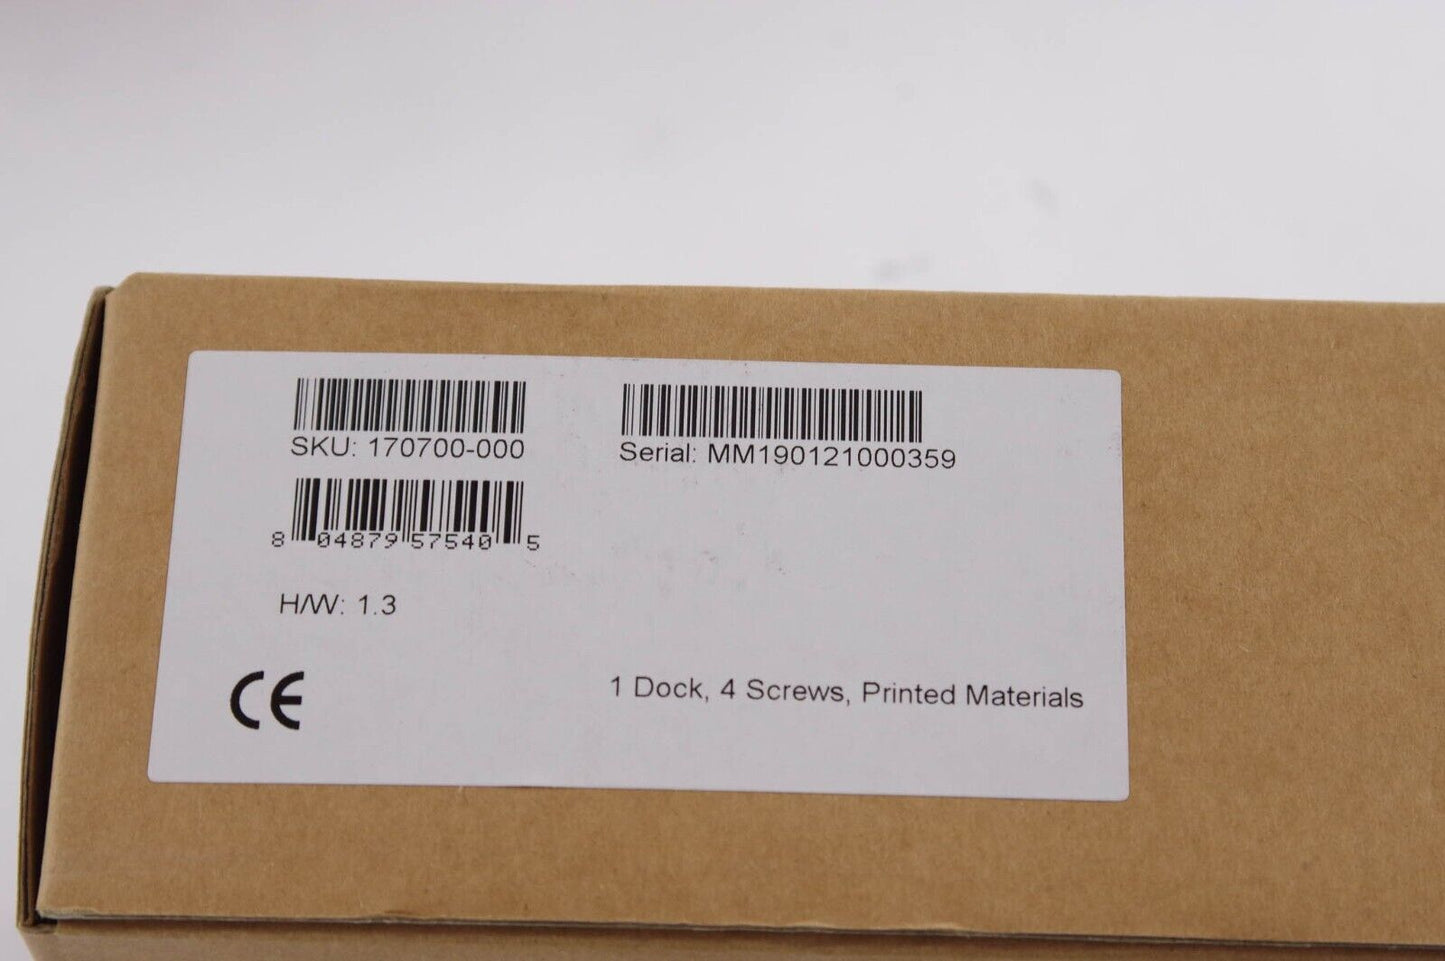 SKU: 170700-000
Serial: MM190121000359
8 04879 57540 5
H/W: 1.3
CE
1 Dock, 4 Screws, Printed Materials